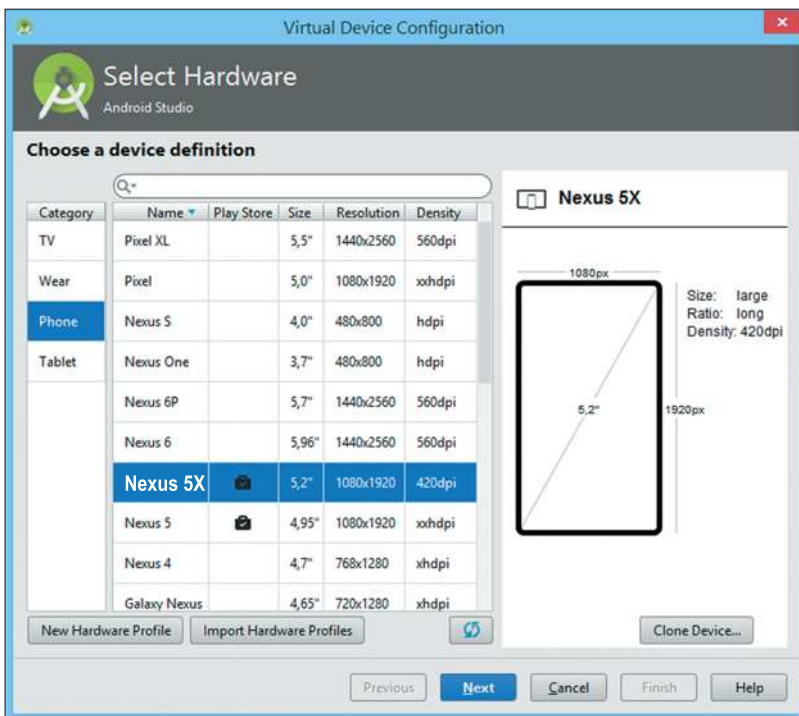 Virtual Device Configuration
Select Hardware
Android Studio
Choose a device definition
Category
TV
Wear
Phone
Tablet
Name Play Store Size Resolution Density
Pixel XL 5,5" 1440x2560 560dpi
Pixel 5,0" 1080x1920 xxhdpi
Nexus S 4,0" 480x800 hdpi
Nexus One 3,7" 480x800 hdpi
Nexus 6P 5,7" 1440x2560 560dpi
Nexus 6 5,96" 1440x2560 560dpi
Nexus 5X 5,2" 1080x1920 420dpi
Nexus 5 4,95" 1080x1920 xxhdpi
Nexus 4 4,7" 768x1280 xhdpi
Galaxy Nexus 4,65" 720x1280 xhdpi
New Hardware Profile Import Hardware Profiles
Nexus 5X
1080px
Size: large
Ratio: long
Density: 420dpi
5,2"
1920px
Clone Device...
Previous Next Cancel Finish Help